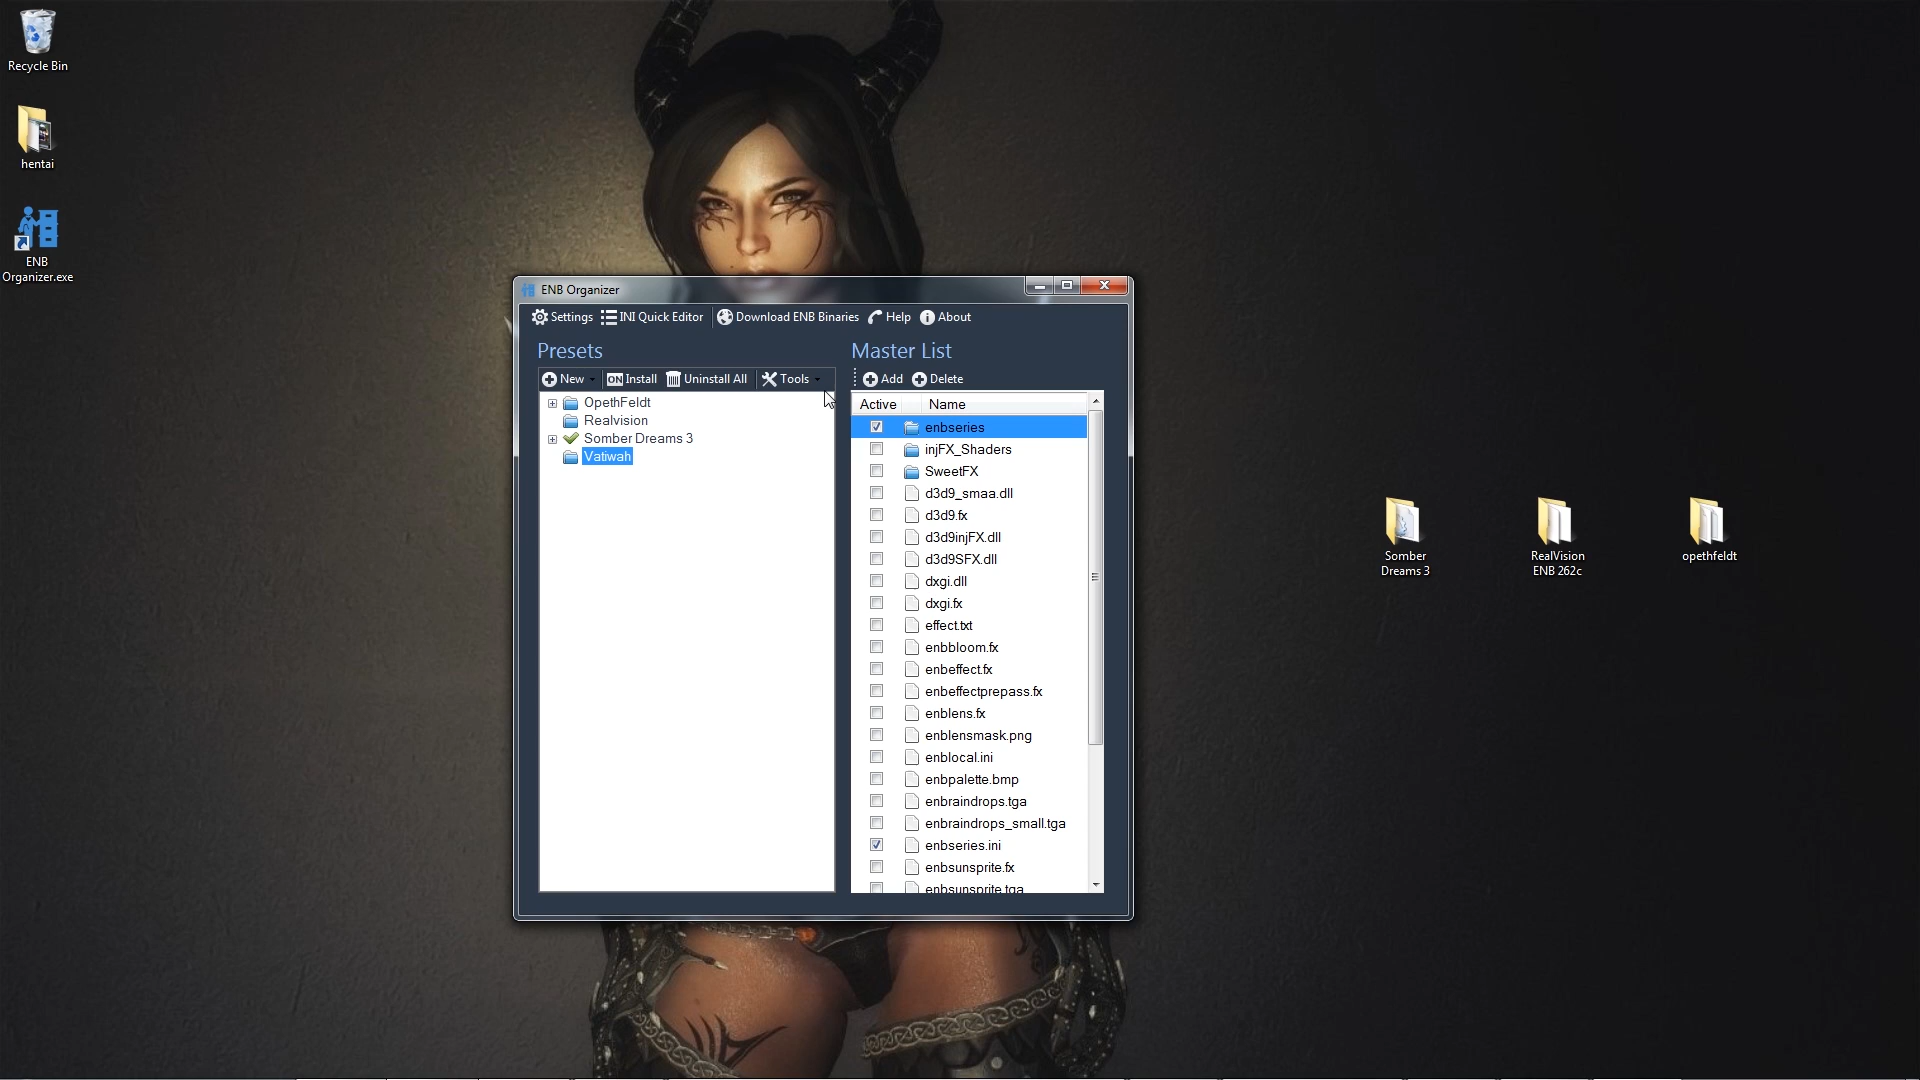 Recycle Bin
hentai
ENB
Organizer.exe
ENB Organizer
Settings INI Quick Editor Download ENB Binaries Help About
Presets
New ON Install Uninstall All Tools
OpethFeldt
Realvision
Somber Dreams 3
Vatiwah
Master List
Add Delete
Active Name
enbseries
injFX_Shaders
SweetFX
d3d9_smaa.dll
d3d9.fx
d3d9injFX.dll
d3d9SFX.dll
dxgi.dll
dxgi.fx
effect.txt
enbbloom.fx
enbeffect.fx
enbeffectprepass.fx
enblens.fx
enblensmask.png
enblocal.ini
enbpalette.bmp
enbraindrops.tga
enbraindrops_small.tga
enbseries.ini
enbsunsprite.fx
enbsunsprite.tga
Somber
Dreams 3
RealVision
ENB 262c
opethfeldt